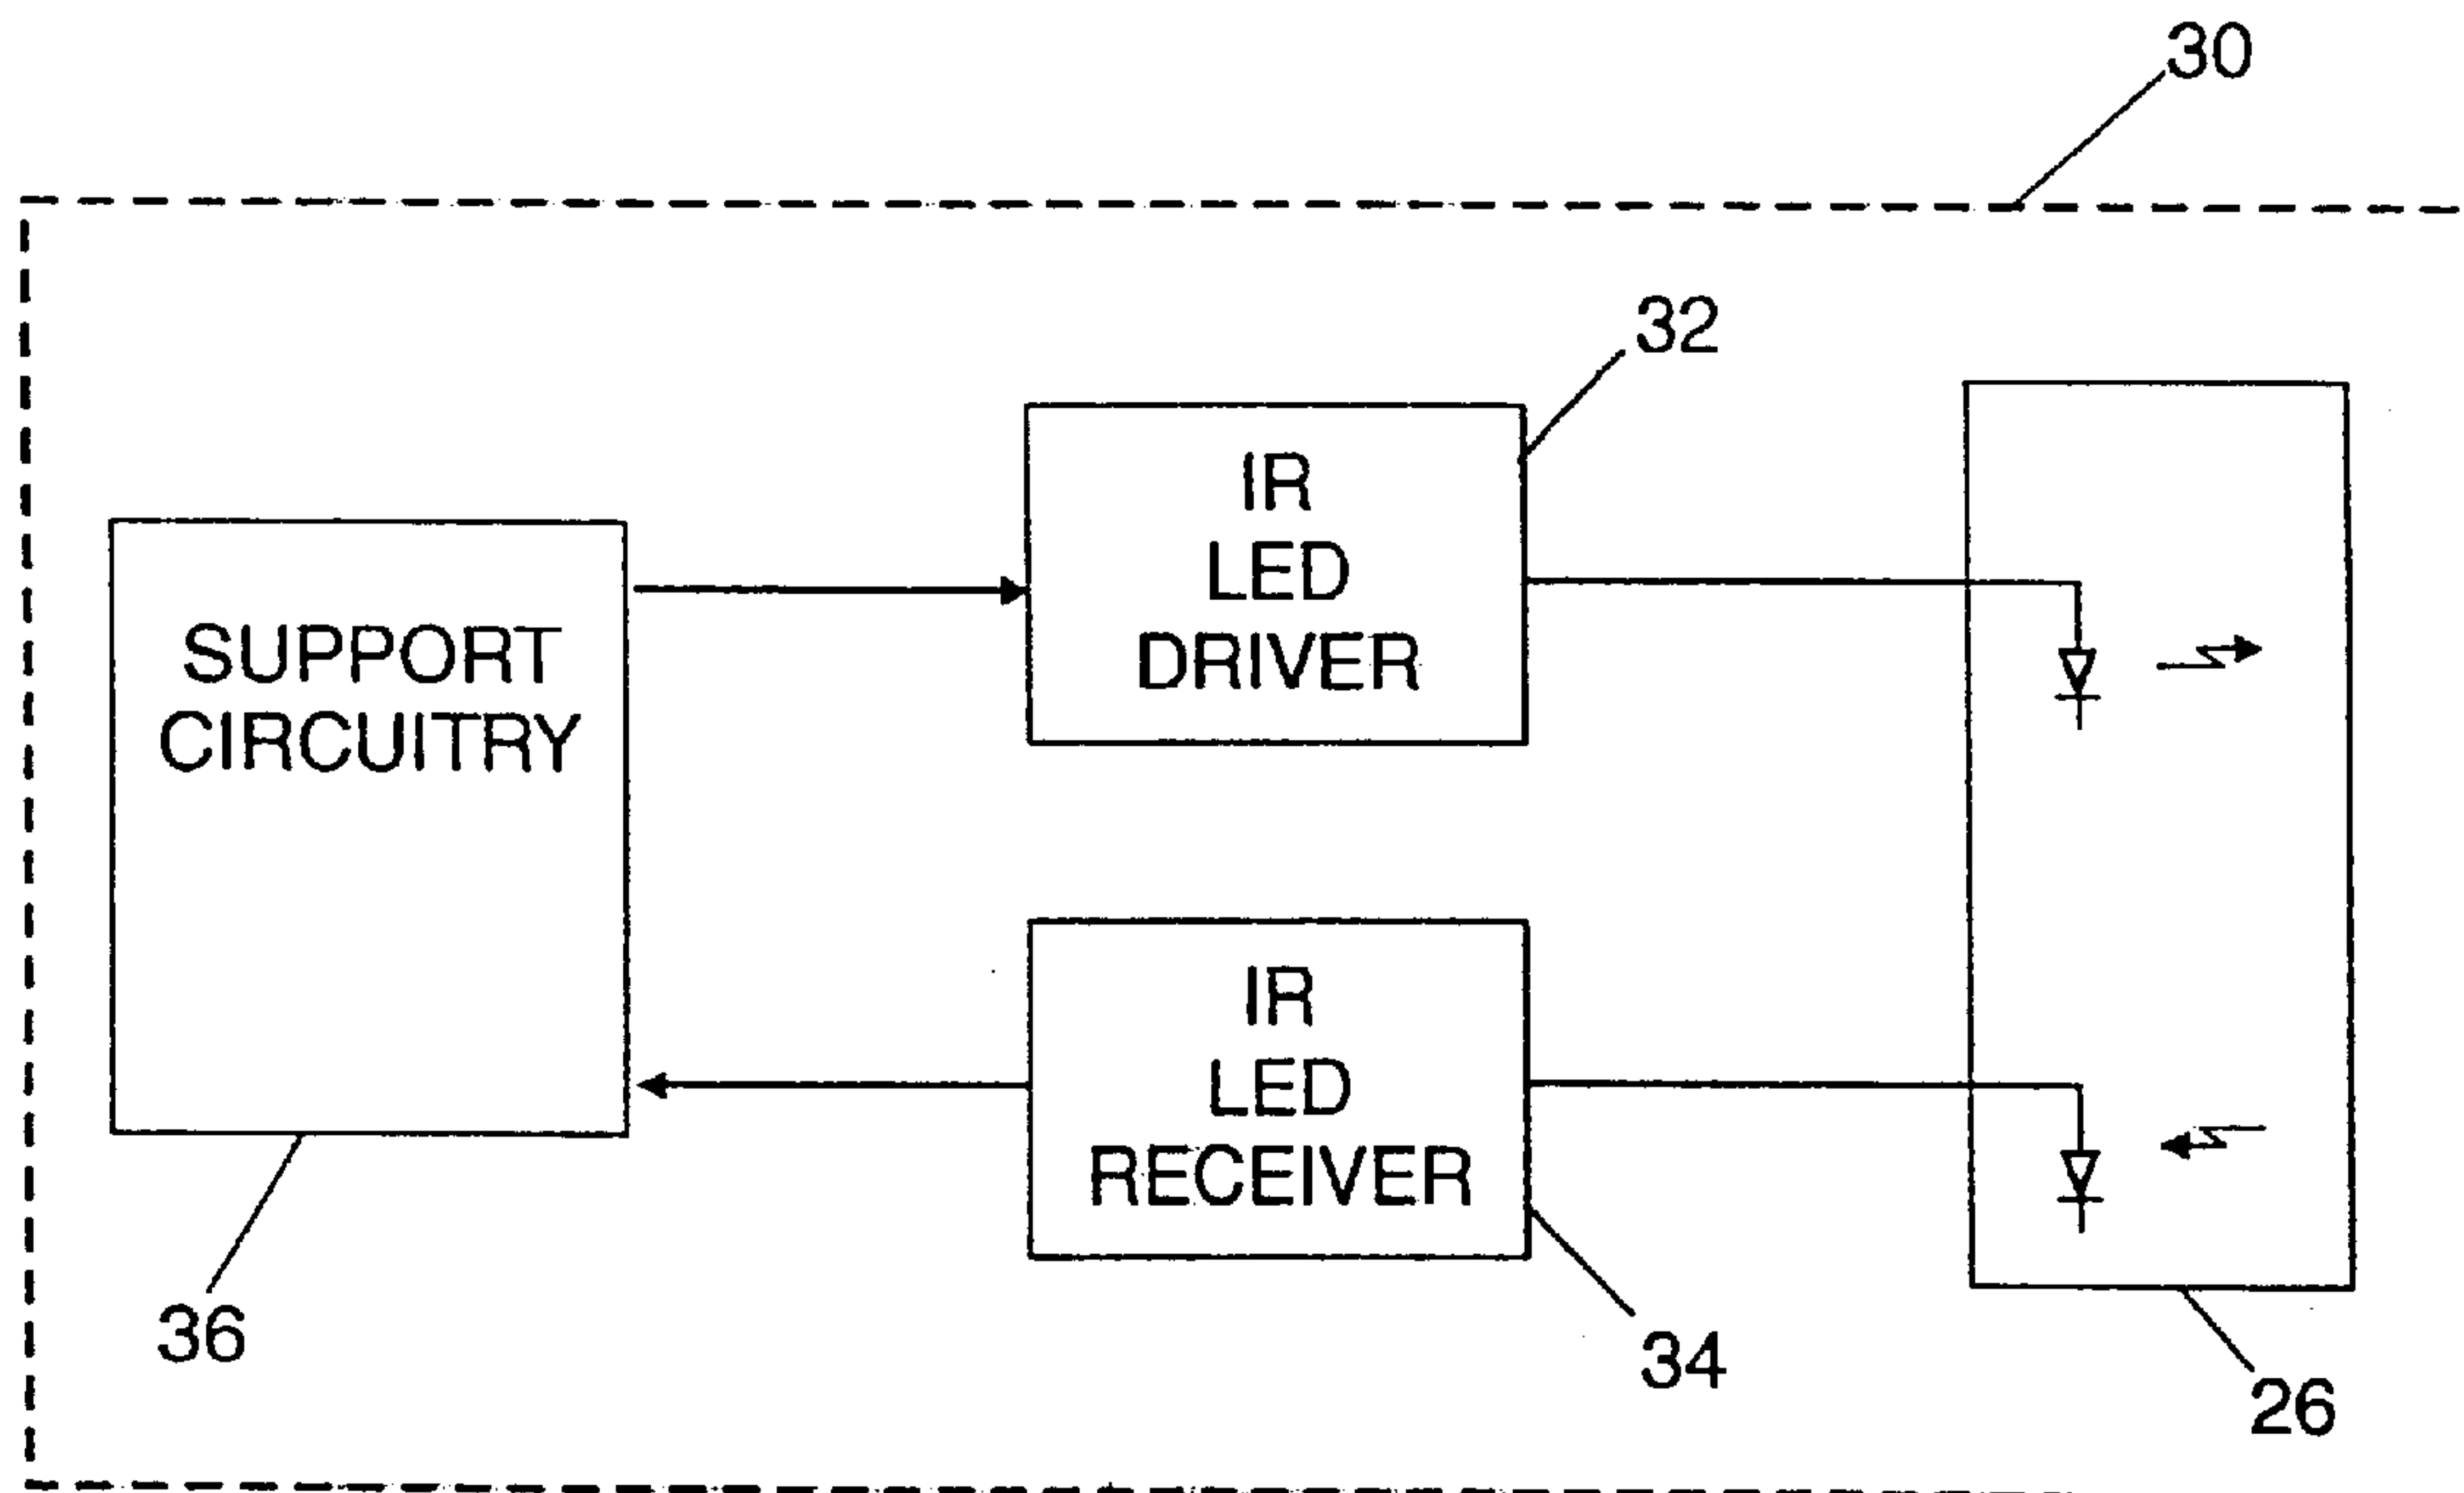 30
32
IR
LED
DRIVER
SUPPORT
CIRCUITRY
IR
LED
RECEIVER
36
34
26